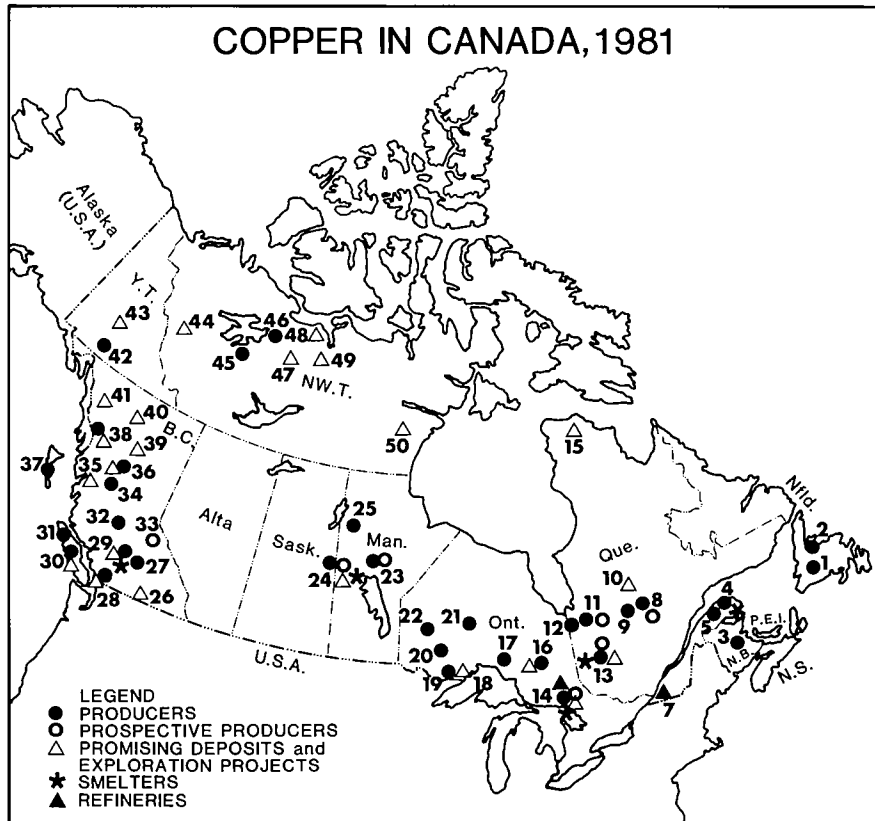 COPPER IN CANADA, 1981
Alaska
(U.S.A.)
Y.T.
43
44
46
48
42
45
47
49
NW.T.
41
40
B.C.
38
39
50
15
37
35
36
34
Nfld.
25
31
32
33
Alta
Sask.
Man.
Que.
2
1
29
30
27
24
23
10
28
26
22
21
Ont.
12
11
9
8
4
5
P.E.I.
3
N.B.
N.S.
U.S.A.
20
17
16
13
19
18
14
7
LEGEND
PRODUCERS
PROSPECTIVE PRODUCERS
PROMISING DEPOSITS and
EXPLORATION PROJECTS
SMELTERS
REFINERIES